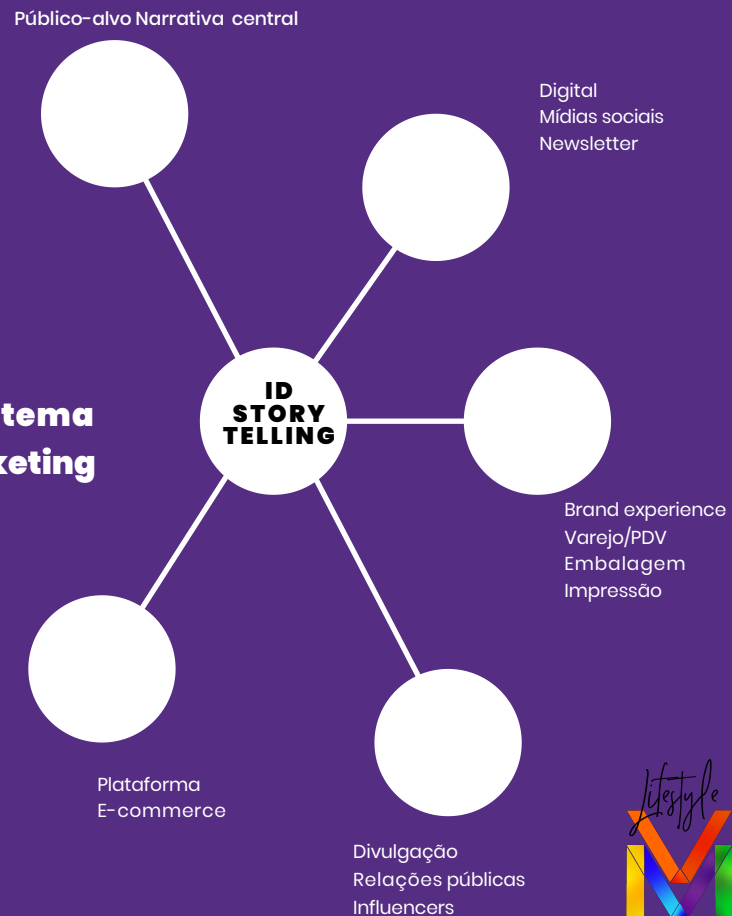 Público-alvo Narrativa central
Digital
Mídias sociais
Newsletter
ID
STORY
TELLING
tema
keting
Brand experience
Varejo/PDV
Embalagem
Impressão
Plataforma
E-commerce
Divulgação
Relações públicas
Influencers
Lifestyle
M